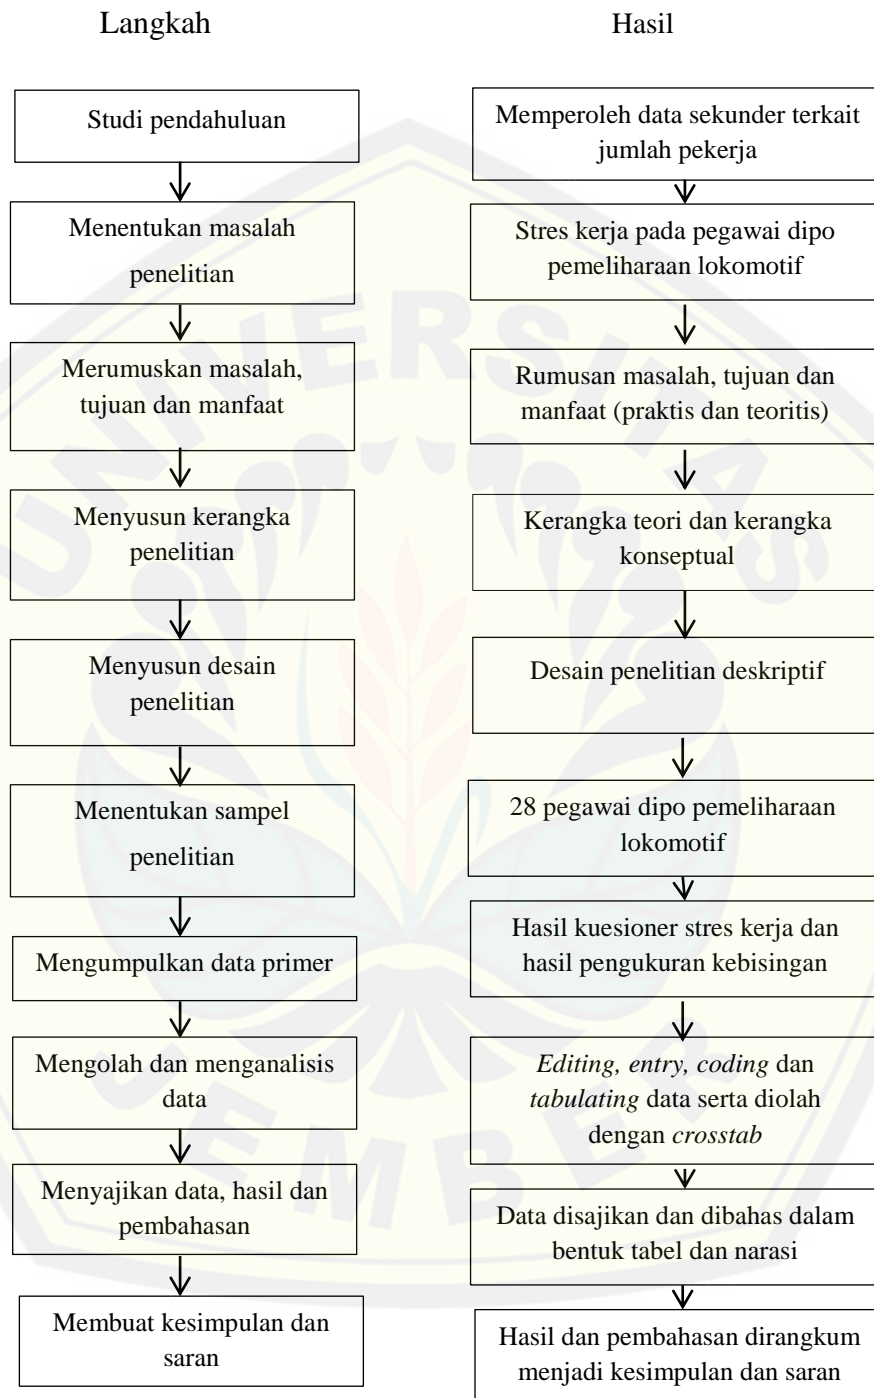 Langkah
Hasil
Studi pendahuluan
Memperoleh data sekunder terkait
jumlah pekerja
Menentukan masalah
penelitian
Stres kerja pada pegawai dipo
pemeliharaan lokomotif
Merumuskan masalah,
tujuan dan manfaat
Rumusan masalah, tujuan dan
manfaat (praktis dan teoritis)
Menyusun kerangka
penelitian
Kerangka teori dan kerangka
konseptual
Menyusun desain
penelitian
Desain penelitian deskriptif
Menentukan sampel
penelitian
28 pegawai dipo pemeliharaan
lokomotif
Mengumpulkan data primer
Hasil kuesioner stres kerja dan
hasil pengukuran kebisingan
Mengolah dan menganalisis
data
Editing, entry, coding dan
tabulating data serta diolah
dengan crosstab
Menyajikan data, hasil dan
pembahasan
Data disajikan dan dibahas dalam
bentuk tabel dan narasi
Membuat kesimpulan dan
saran
Hasil dan pembahasan dirangkum
menjadi kesimpulan dan saran
UNIVERSITAS
JEMBER